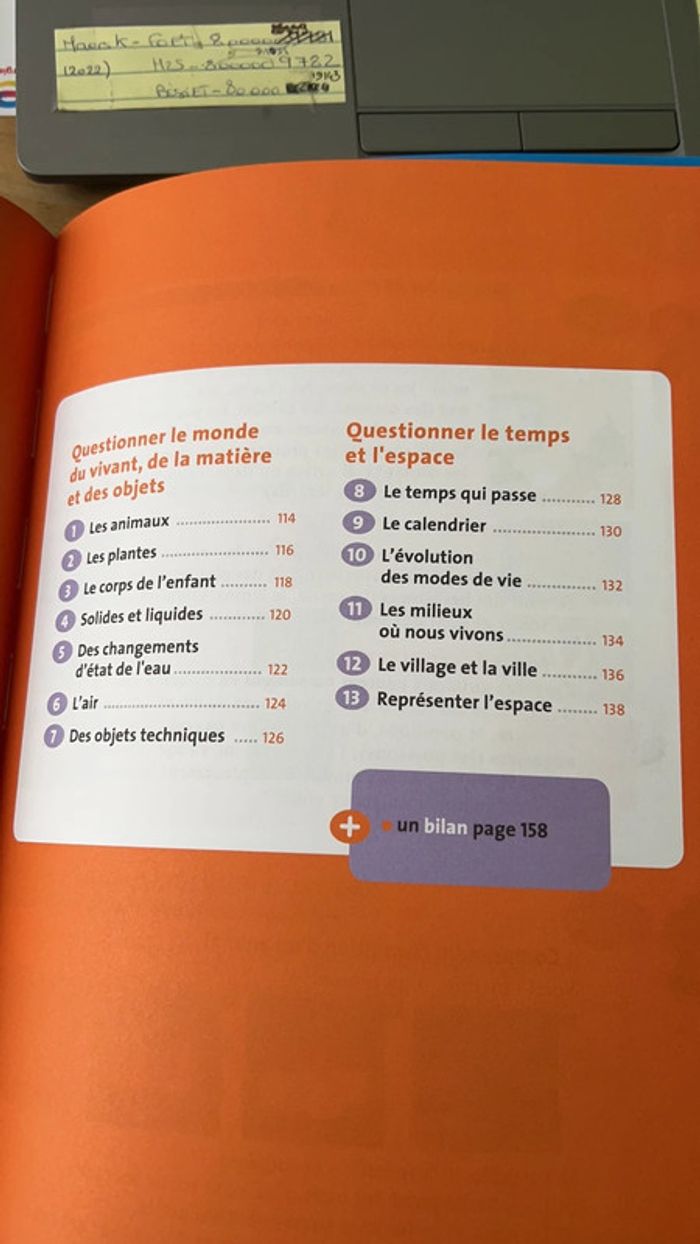 (2022)
Questionner le monde
du vivant, de la matière
et des objets
1 Les animaux ..................... 114
2 Les plantes ........................ 116
3 Le corps de l'enfant .......... 118
4 Solides et liquides ............ 120
5 Des changements
d'état de l'eau ................... 122
6 L'air ................................... 124
7 Des objets techniques ..... 126
Questionner le temps
et l'espace
8 Le temps qui passe ........... 128
9 Le calendrier ..................... 130
10 L'évolution
des modes de vie ............... 132
11 Les milieux
où nous vivons ................... 134
12 Le village et la ville ........... 136
13 Représenter l'espace ........ 138
+ • un bilan page 158